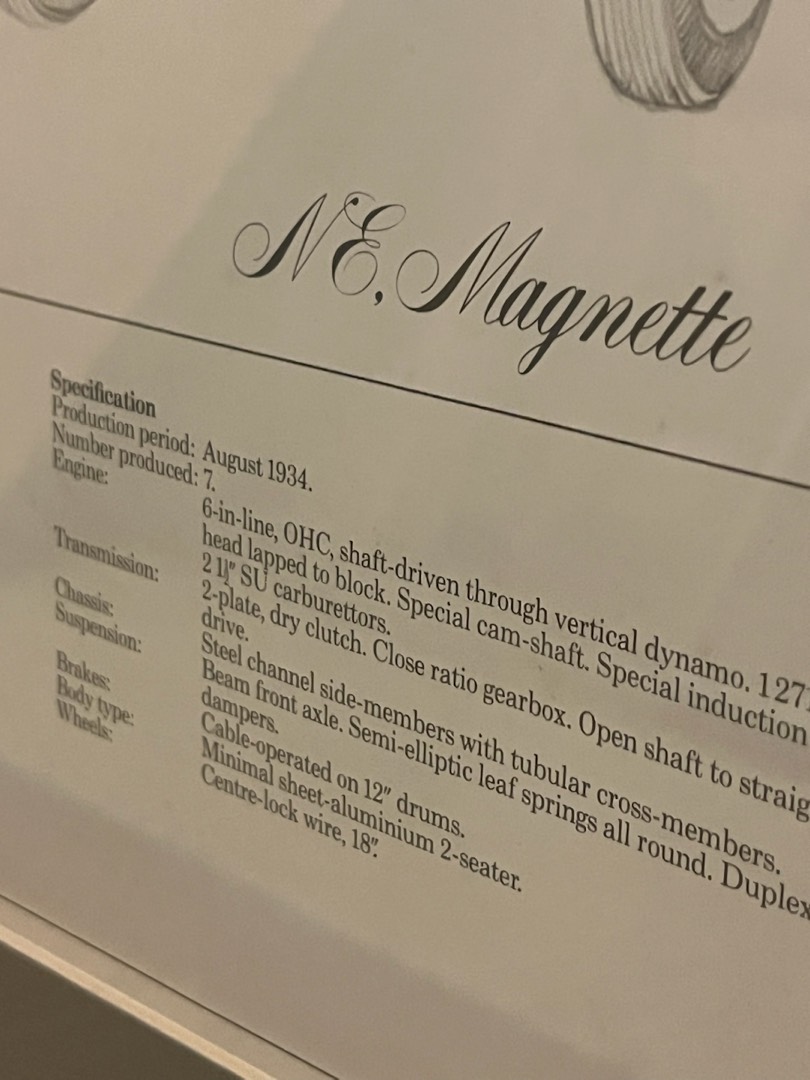 NE, Magnette
Specification
Production period: August 1934.
Number produced: 7.
Engine: 6-in-line, OHC, shaft-driven through vertical dynamo. 127
head lapped to block. Special cam-shaft. Special induction
2 1¼" SU carburettors.
Transmission: 2-plate, dry clutch. Close ratio gearbox. Open shaft to straig
drive.
Chassis: Steel channel side-members with tubular cross-members.
Suspension: Beam front axle. Semi-elliptic leaf springs all round. Duplex
dampers.
Brakes: Cable-operated on 12" drums.
Body type: Minimal sheet-aluminium 2-seater.
Wheels: Centre-lock wire, 18".